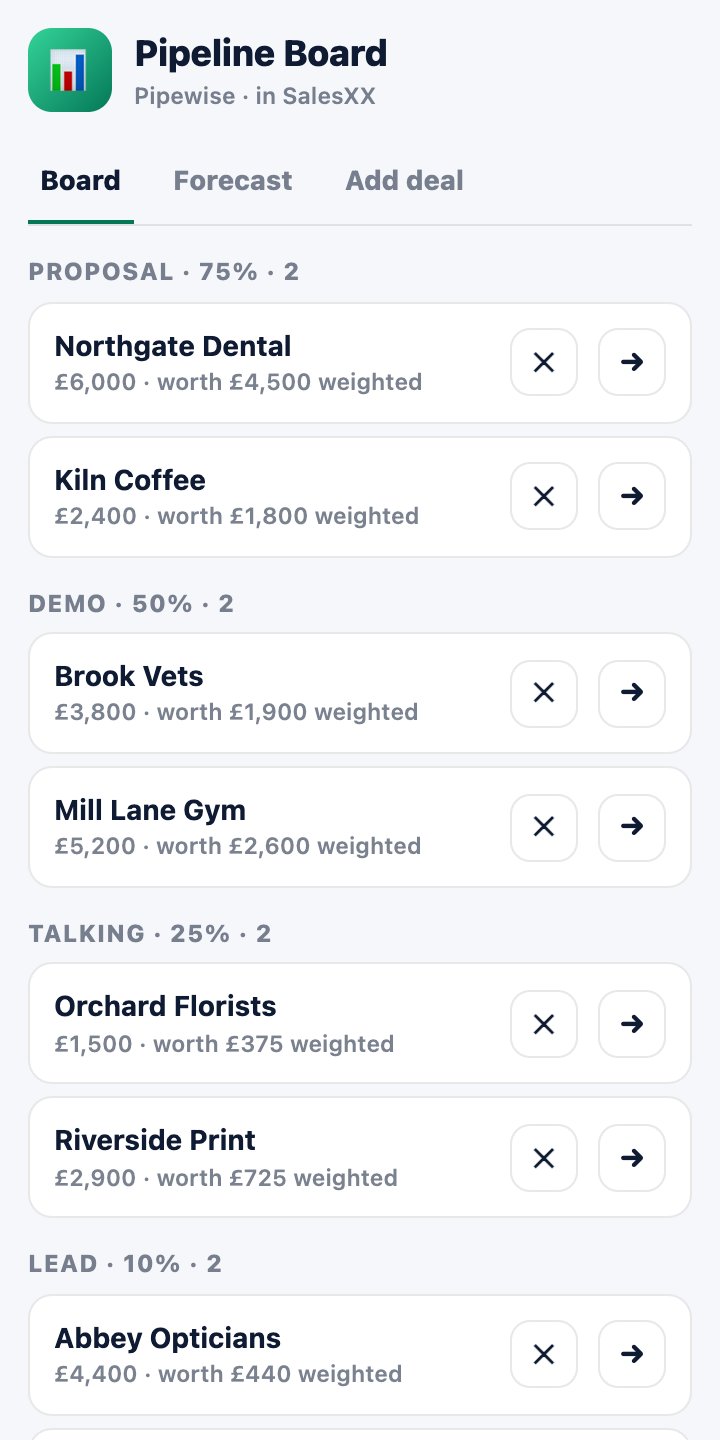 Pipeline Board
Pipewise · in SalesXX
Board Forecast Add deal
PROPOSAL · 75% · 2
Northgate Dental
£6,000 · worth £4,500 weighted
Kiln Coffee
£2,400 · worth £1,800 weighted
DEMO · 50% · 2
Brook Vets
£3,800 · worth £1,900 weighted
Mill Lane Gym
£5,200 · worth £2,600 weighted
TALKING · 25% · 2
Orchard Florists
£1,500 · worth £375 weighted
Riverside Print
£2,900 · worth £725 weighted
LEAD · 10% · 2
Abbey Opticians
£4,400 · worth £440 weighted